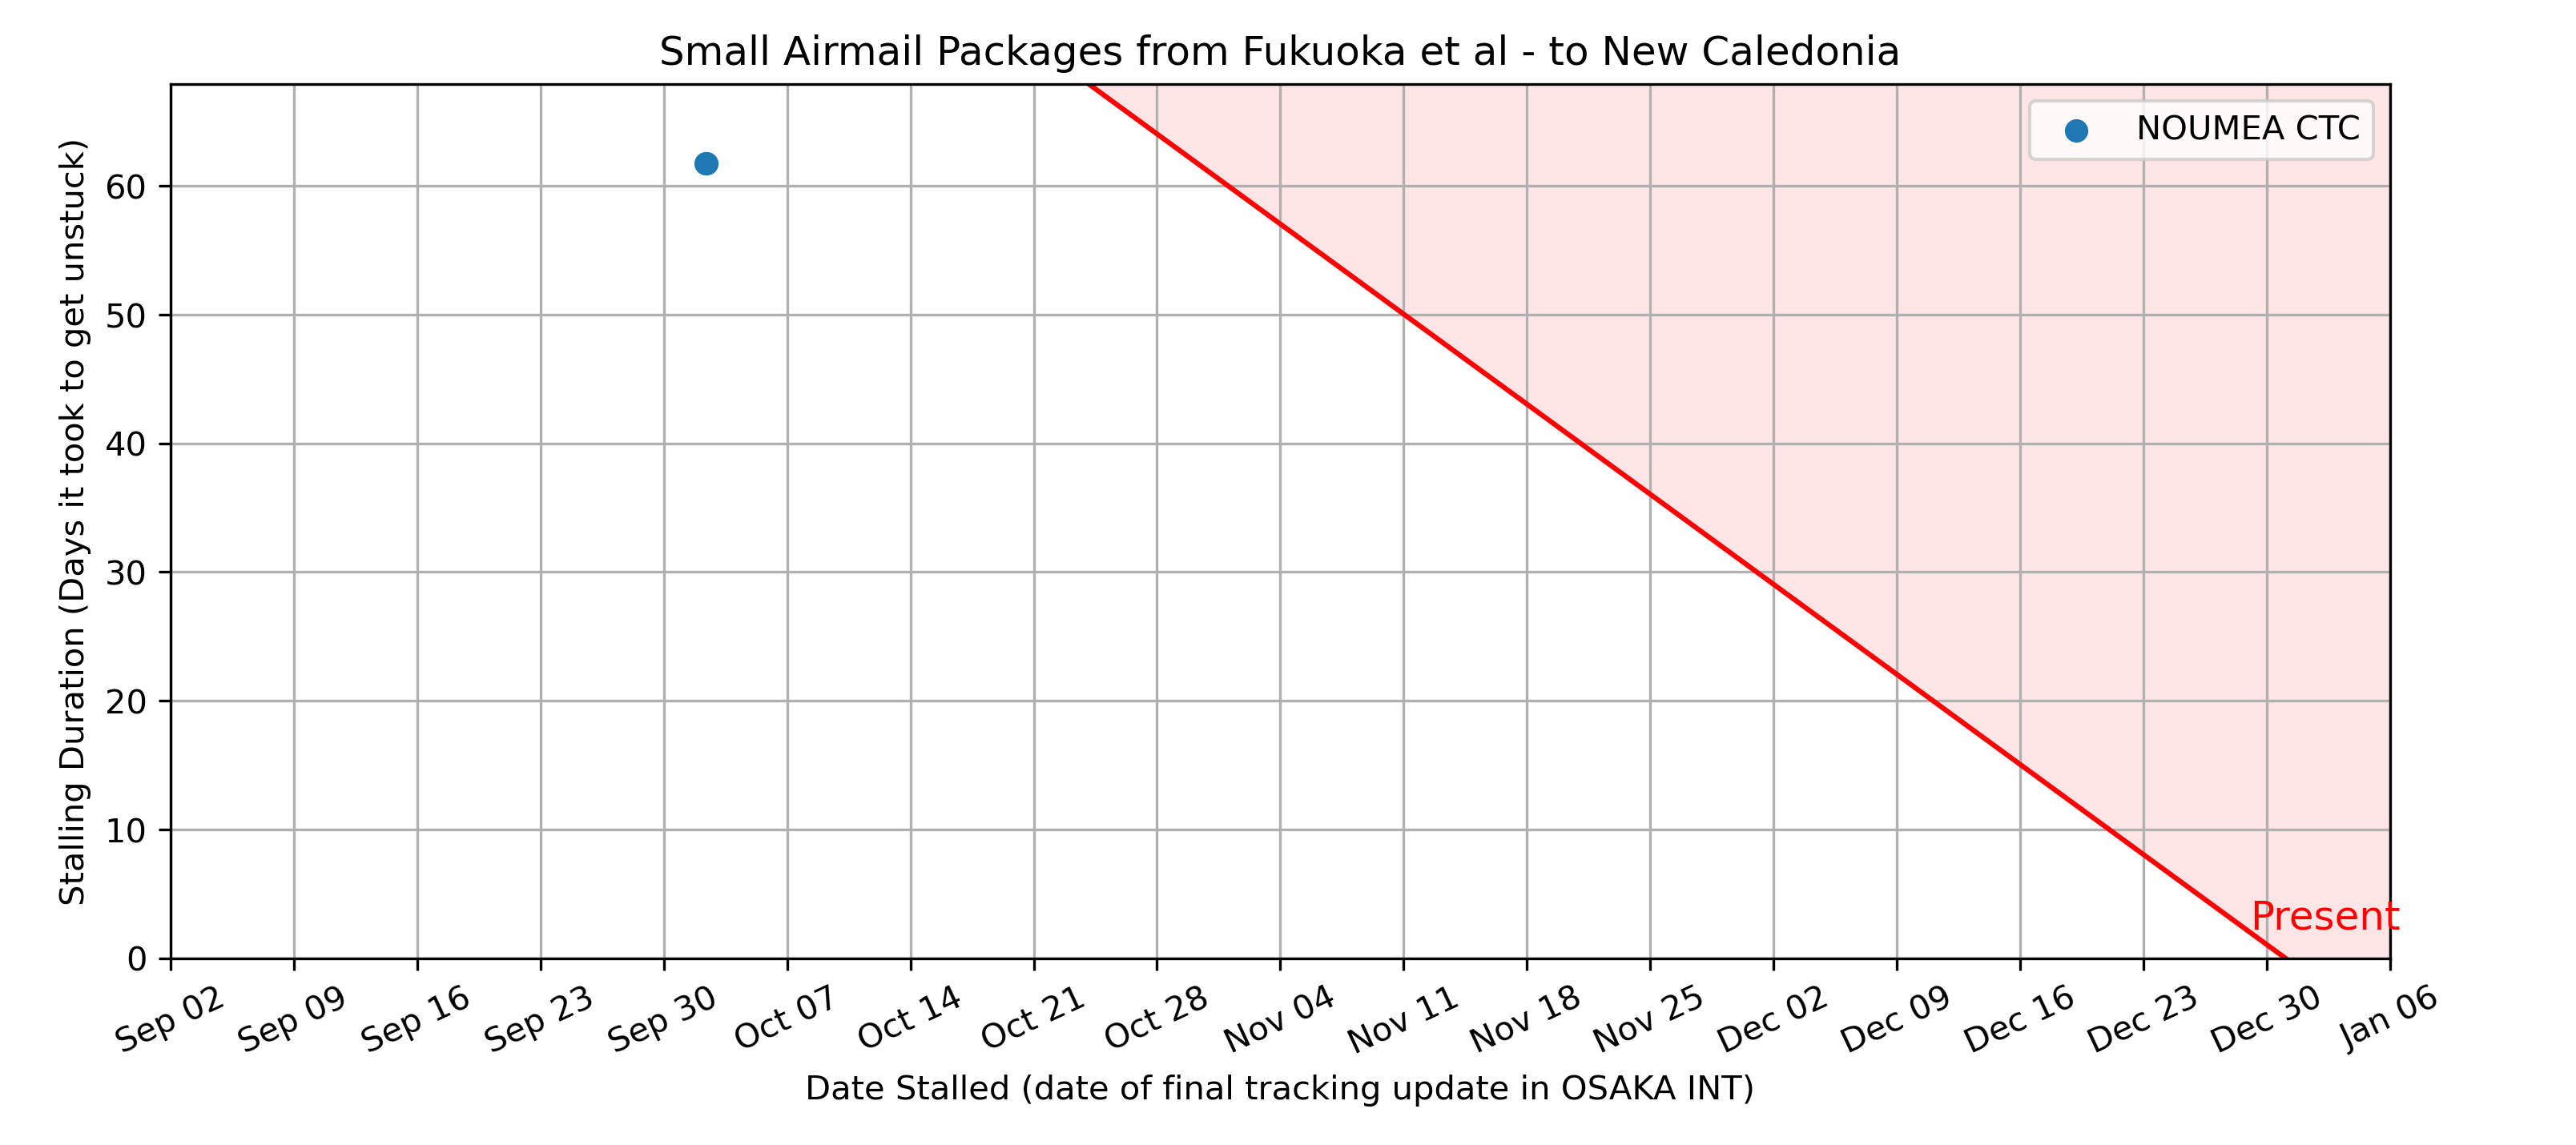 Small Airmail Packages from Fukuoka et al - to New Caledonia
NOUMEA CTC
Stalling Duration (Days it took to get unstuck)
60
50
40
30
20
10
0
Present
Sep 02
Sep 09
Sep 16
Sep 23
Sep 30
Oct 07
Oct 14
Oct 21
Oct 28
Nov 04
Nov 11
Nov 18
Nov 25
Dec 02
Dec 09
Dec 16
Dec 23
Dec 30
Jan 06
Date Stalled (date of final tracking update in OSAKA INT)